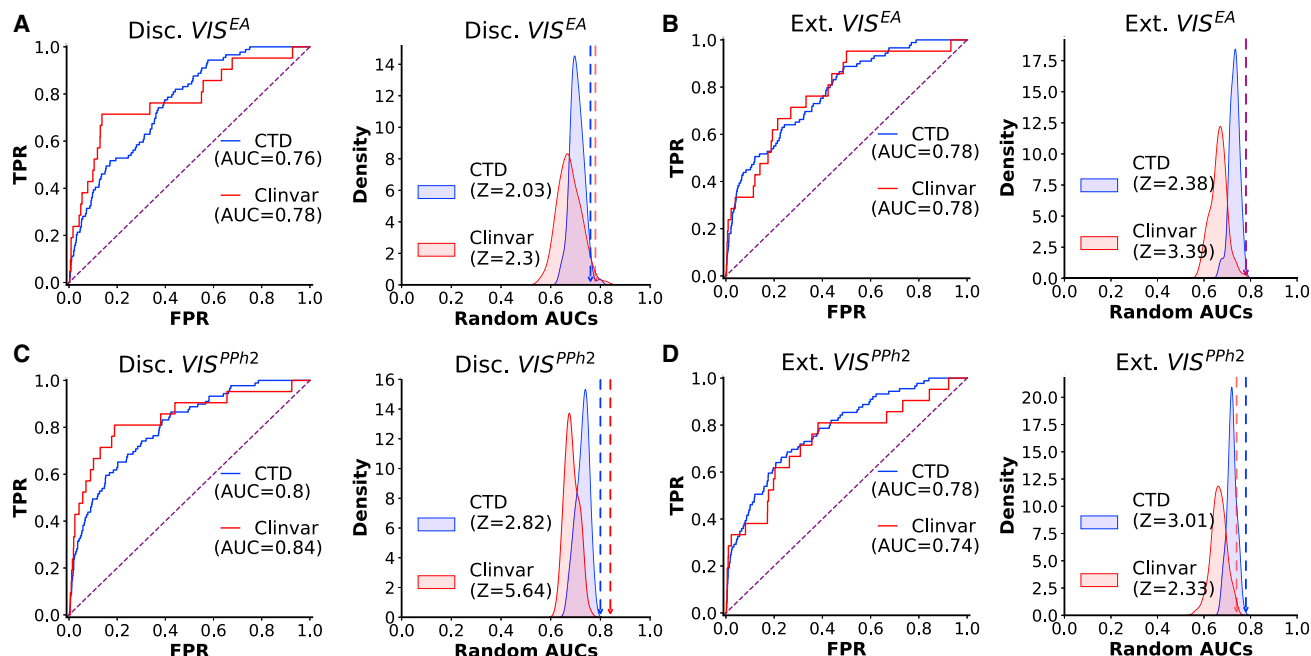 A
Disc. VIS^EA
TPR
1.0
0.8
0.6
0.4
0.2
0.0
0.0 0.2 0.4 0.6 0.8 1.0
FPR
CTD
(AUC=0.76)
Clinvar
(AUC=0.78)
Disc. VIS^EA
Density
14
12
10
8
6
4
2
0
0.0 0.2 0.4 0.6 0.8 1.0
Random AUCs
CTD
(Z=2.03)
Clinvar
(Z=2.3)
B
Ext. VIS^EA
TPR
1.0
0.8
0.6
0.4
0.2
0.0
0.0 0.2 0.4 0.6 0.8 1.0
FPR
CTD
(AUC=0.78)
Clinvar
(AUC=0.78)
Ext. VIS^EA
Density
17.5
15.0
12.5
10.0
7.5
5.0
2.5
0.0
0.0 0.2 0.4 0.6 0.8 1.0
Random AUCs
CTD
(Z=2.38)
Clinvar
(Z=3.39)
C
Disc. VIS^PPh2
TPR
1.0
0.8
0.6
0.4
0.2
0.0
0.0 0.2 0.4 0.6 0.8 1.0
FPR
CTD
(AUC=0.8)
Clinvar
(AUC=0.84)
Disc. VIS^PPh2
Density
16
14
12
10
8
6
4
2
0
0.0 0.2 0.4 0.6 0.8 1.0
Random AUCs
CTD
(Z=2.82)
Clinvar
(Z=5.64)
D
Ext. VIS^PPh2
TPR
1.0
0.8
0.6
0.4
0.2
0.0
0.0 0.2 0.4 0.6 0.8 1.0
FPR
CTD
(AUC=0.78)
Clinvar
(AUC=0.74)
Ext. VIS^PPh2
Density
20.0
17.5
15.0
12.5
10.0
7.5
5.0
2.5
0.0
0.0 0.2 0.4 0.6 0.8 1.0
Random AUCs
CTD
(Z=3.01)
Clinvar
(Z=2.33)